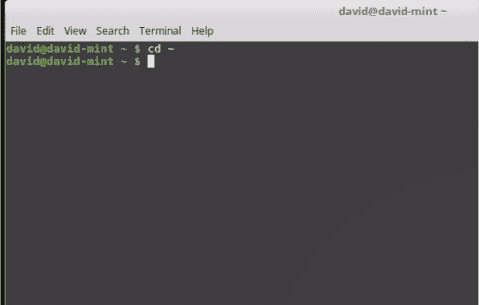 david@david-mint ~
File Edit View Search Terminal Help
david@david-mint ~ $ cd ~
david@david-mint ~ $